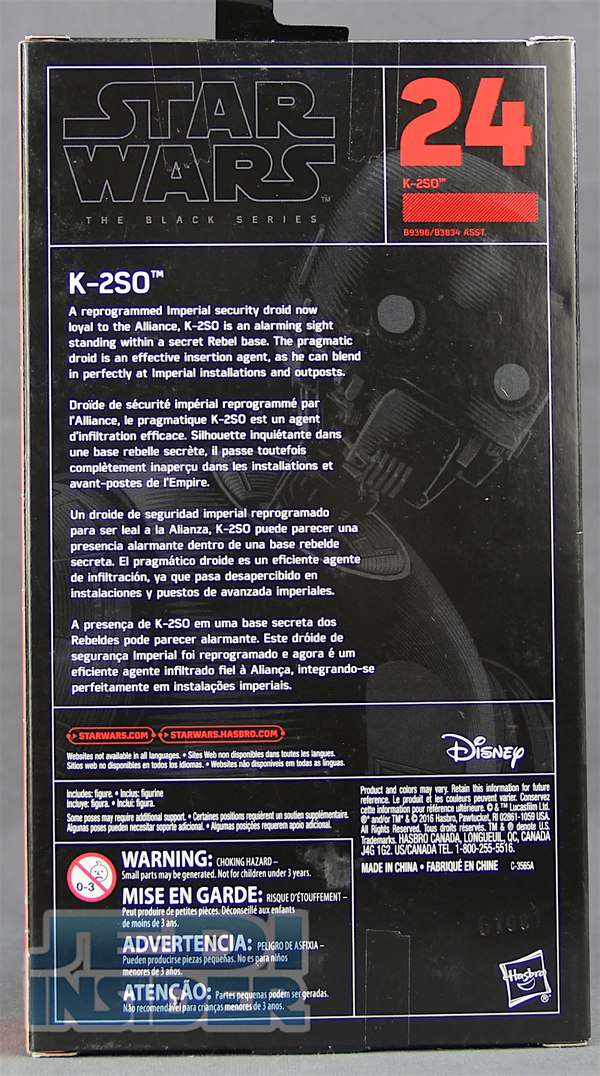 STAR
WARS™
THE BLACK SERIES
24
K-2SO™
B9396/B3834 ASST.
K-2SO™
A reprogrammed Imperial security droid now
loyal to the Alliance, K-2SO is an alarming sight
standing within a secret Rebel base. The pragmatic
droid is an effective insertion agent, as he can blend
in perfectly at Imperial installations and outposts.
Droïde de sécurité impérial reprogrammé par
l'Alliance, le pragmatique K-2SO est un agent
d'infiltration efficace. Silhouette inquiétante dans
une base rebelle secrète, il passe toutefois
complètement inaperçu dans les installations et
avant-postes de l'Empire.
Un droide de seguridad imperial reprogramado
para ser leal a la Alianza, K-2SO puede parecer una
presencia alarmante dentro de una base rebelde
secreta. El pragmático droide es un eficiente agente
de infiltración, ya que pasa desapercibido en
instalaciones y puestos de avanzada imperiales.
A presença de K-2SO em uma base secreta dos
Rebeldes pode parecer alarmante. Este dróide de
segurança Imperial foi reprogramado e agora é um
eficiente agente infiltrado fiel à Aliança, integrando-se
perfeitamente em instalações imperiais.
STARWARS.COM STARWARS.HASBRO.COM
Websites not available in all languages. • Sites Web non disponibles dans toutes les langues.
Sitios web no disponibles en todos los idiomas. • Websites não disponíveis em todas as línguas.
Disney
Includes: figure. • Inclus: figurine
Incluye: figura. • Inclui: figura.
Some poses may require additional support. • Certaines positions requièrent un soutien supplémentaire.
Algunas poses pueden necesitar soporte adicional. • Algumas posições requerem apoio adicional.
Product and colors may vary. Retain this information for future
reference. Le produit et les couleurs peuvent varier. Conservez
cette information pour référence ultérieure. © & ™ Lucasfilm Ltd.
®* and/or TM* & © 2016 Hasbro, Pawtucket, RI 02861-1059 USA.
All Rights Reserved. Tous droits réservés. TM & ® denote U.S.
Trademarks. HASBRO CANADA, LONGUEUIL, QC, CANADA
J4G 1G2. US/CANADA TEL. 1-800-255-5516.
MADE IN CHINA • FABRIQUÉ EN CHINE C-3565A
0-3
WARNING: CHOKING HAZARD –
Small parts may be generated. Not for children under 3 years.
MISE EN GARDE: RISQUE D'ÉTOUFFEMENT –
Peut produire de petites pièces. Déconseillé aux enfants
de moins de 3 ans.
ADVERTENCIA: PELIGRO DE ASFIXIA –
Pueden producirse piezas pequeñas. No es para niños
menores de 3 años.
ATENÇÃO: Partes pequenas podem ser geradas.
Não recomendável para crianças menores de 3 anos.
Hasbro®
JEDI
INSIDER